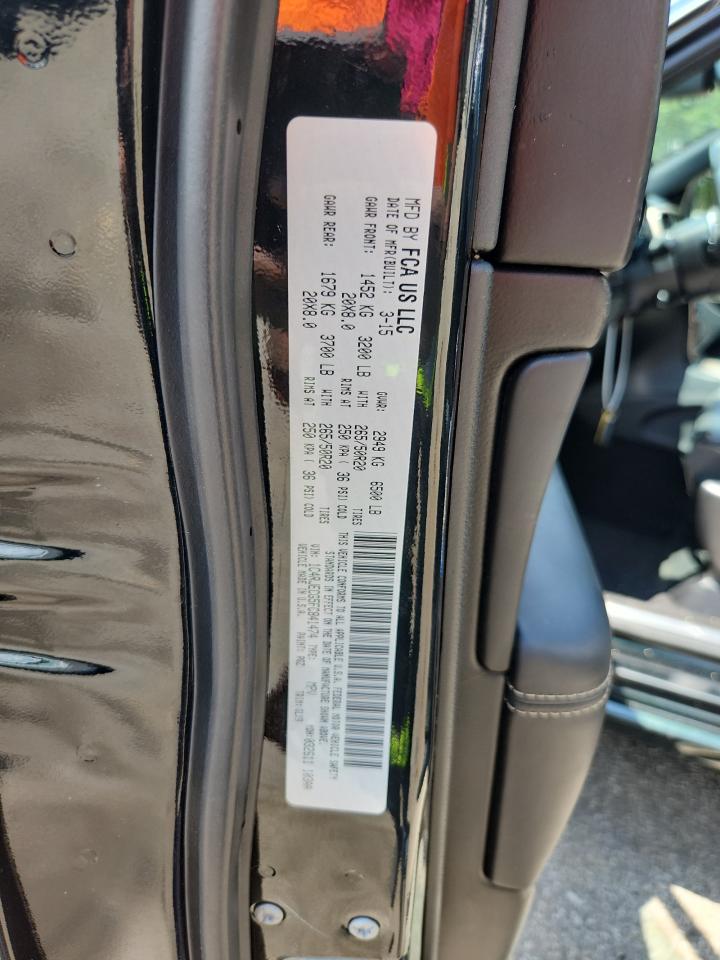 MFD BY FCA US LLC
DATE OF MFR(BUILT): 3-15 GVWR: 2949 KG 6500 LB
GAWR FRONT: 1452 KG 3200 LB WITH 265/50R20 TIRES
20X8.0 RIMS AT 250 KPA ( 36 PSI) COLD
GAWR REAR: 1679 KG 3700 LB WITH 265/50R20 TIRES
20X8.0 RIMS AT 250 KPA ( 36 PSI) COLD
THIS VEHICLE CONFORMS TO ALL APPLICABLE U.S.A. FEDERAL MOTOR VEHICLE SAFETY
STANDARDS IN EFFECT ON THE DATE OF MANUFACTURE SHOWN ABOVE.
VIN: 1C4RJECG5FC841474 TYPE: MPV
VEHICLE MADE IN U.S.A. PAINT: TRIM: